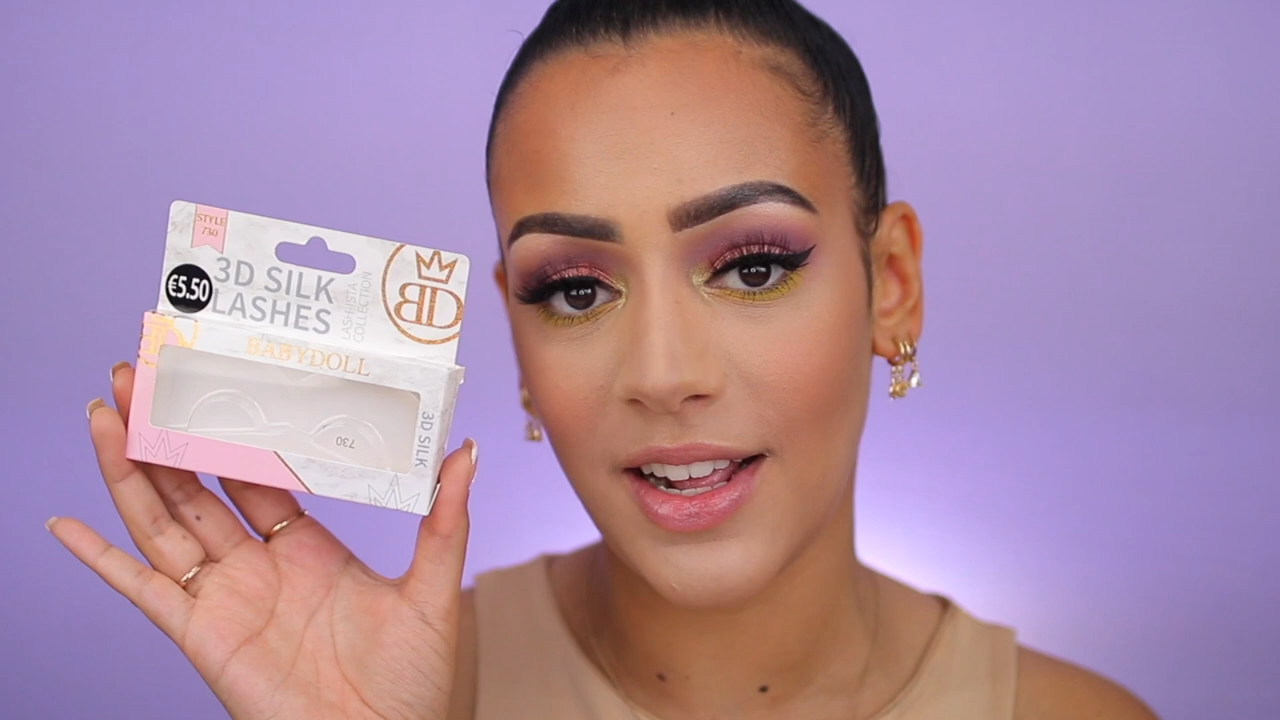 STYLE
730
€5.50
3D SILK
LASHES
LASHISTA
COLLECTION
BD
BABYDOLL
730
3D SILK